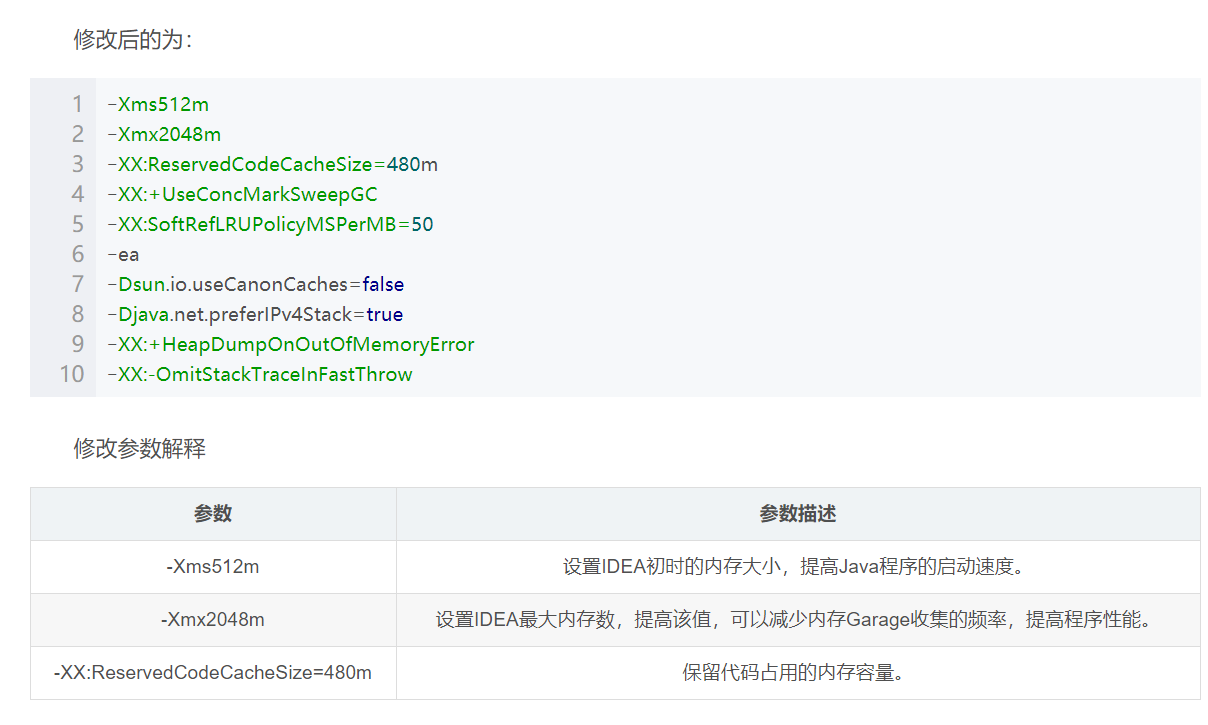 修改后的为：
1 -Xms512m
2 -Xmx2048m
3 -XX:ReservedCodeCacheSize=480m
4 -XX:+UseConcMarkSweepGC
5 -XX:SoftRefLRUPolicyMSPerMB=50
6 -ea
7 -Dsun.io.useCanonCaches=false
8 -Djava.net.preferIPv4Stack=true
9 -XX:+HeapDumpOnOutOfMemoryError
10 -XX:-OmitStackTraceInFastThrow
修改参数解释
参数 参数描述
-Xms512m 设置IDEA初时的内存大小，提高Java程序的启动速度。
-Xmx2048m 设置IDEA最大内存数，提高该值，可以减少内存Garage收集的频率，提高程序性能。
-XX:ReservedCodeCacheSize=480m 保留代码占用的内存容量。